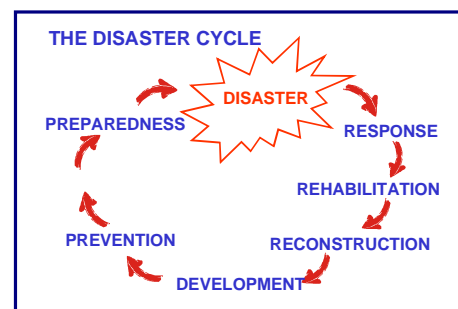 THE DISASTER CYCLE
DISASTER
PREPAREDNESS
RESPONSE
REHABILITATION
PREVENTION
RECONSTRUCTION
DEVELOPMENT